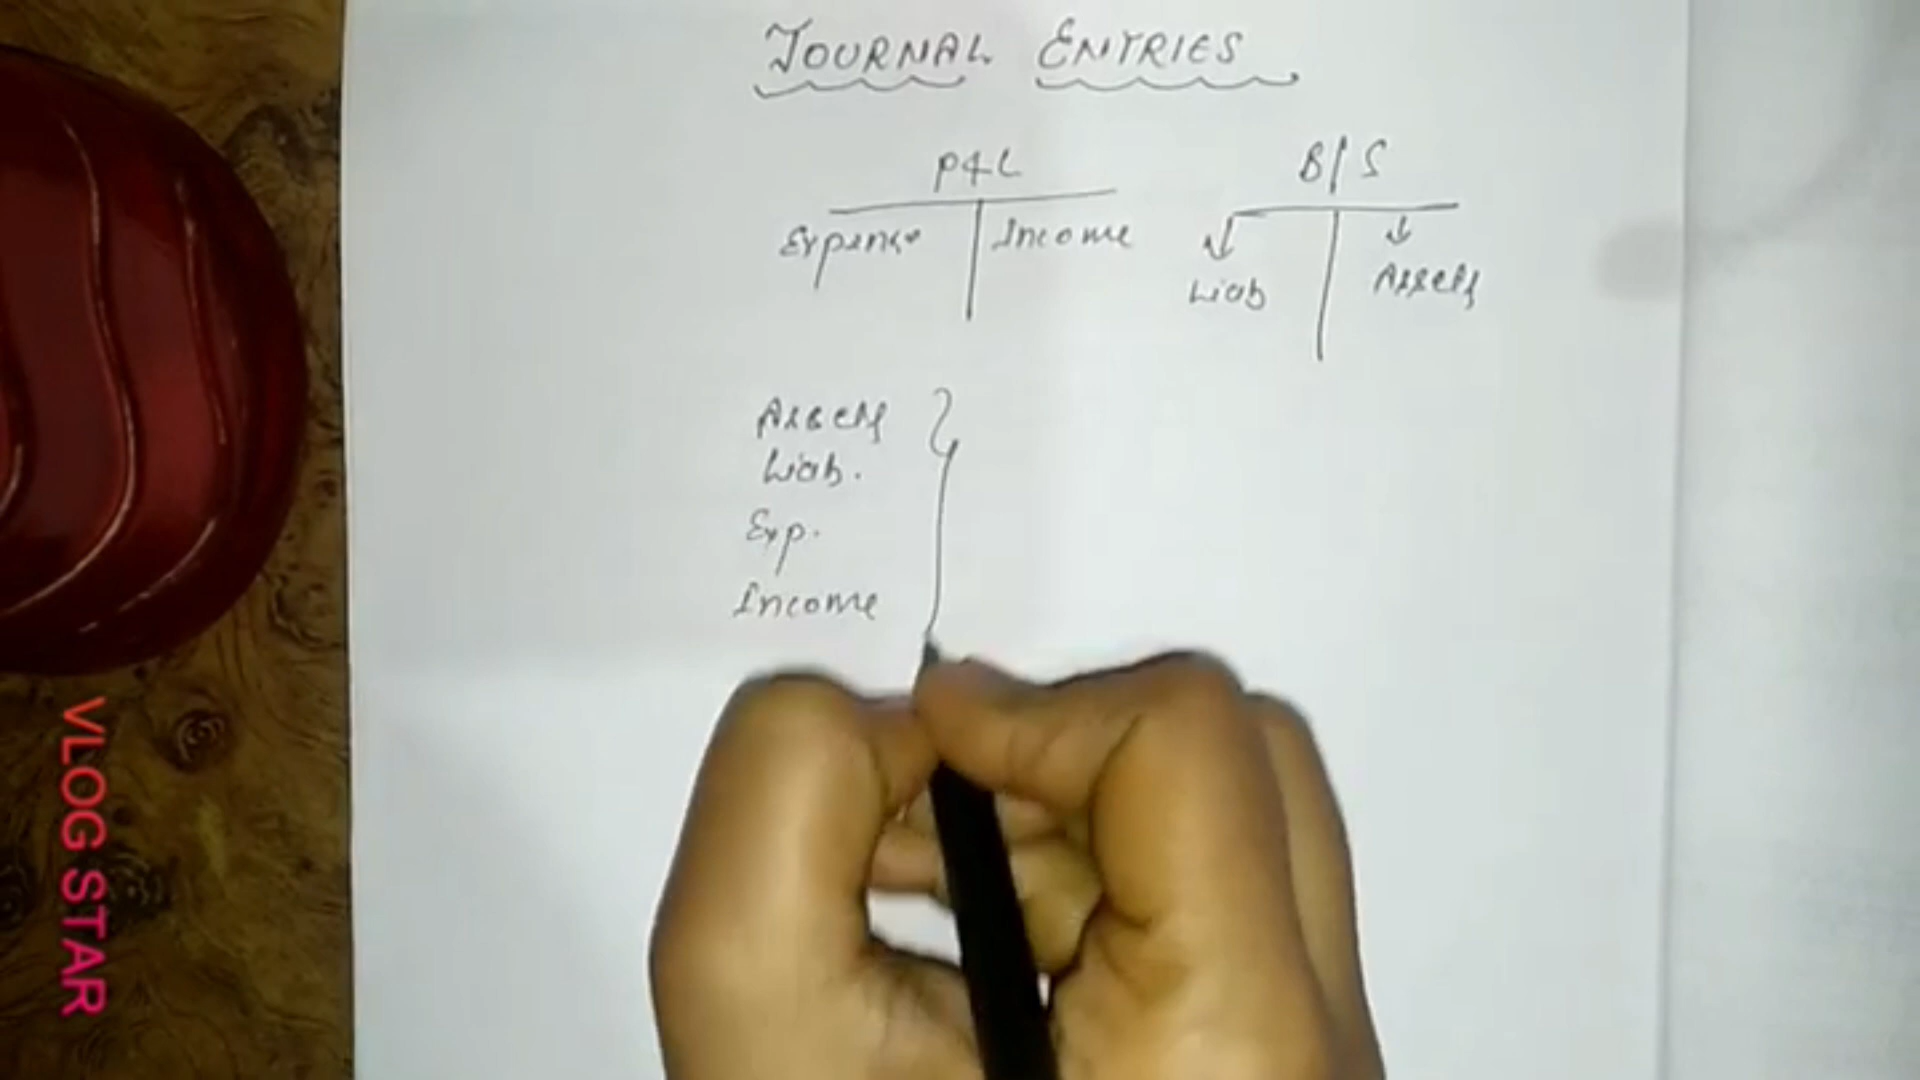 JOURNAL ENTRIES
P&L
B/S
Expense
Income
Liab
Assets
Assets
Liab.
Exp.
Income
VLOG STAR